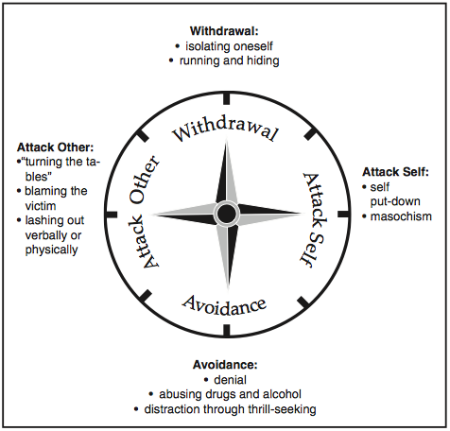 Withdrawal:
• isolating oneself
• running and hiding
Attack Other:
•"turning the ta-
bles"
• blaming the
victim
• lashing out
verbally or
physically
Withdrawal
Attack Other
Attack Self
Avoidance
Attack Self:
• self
put-down
• masochism
Avoidance:
• denial
• abusing drugs and alcohol
• distraction through thrill-seeking